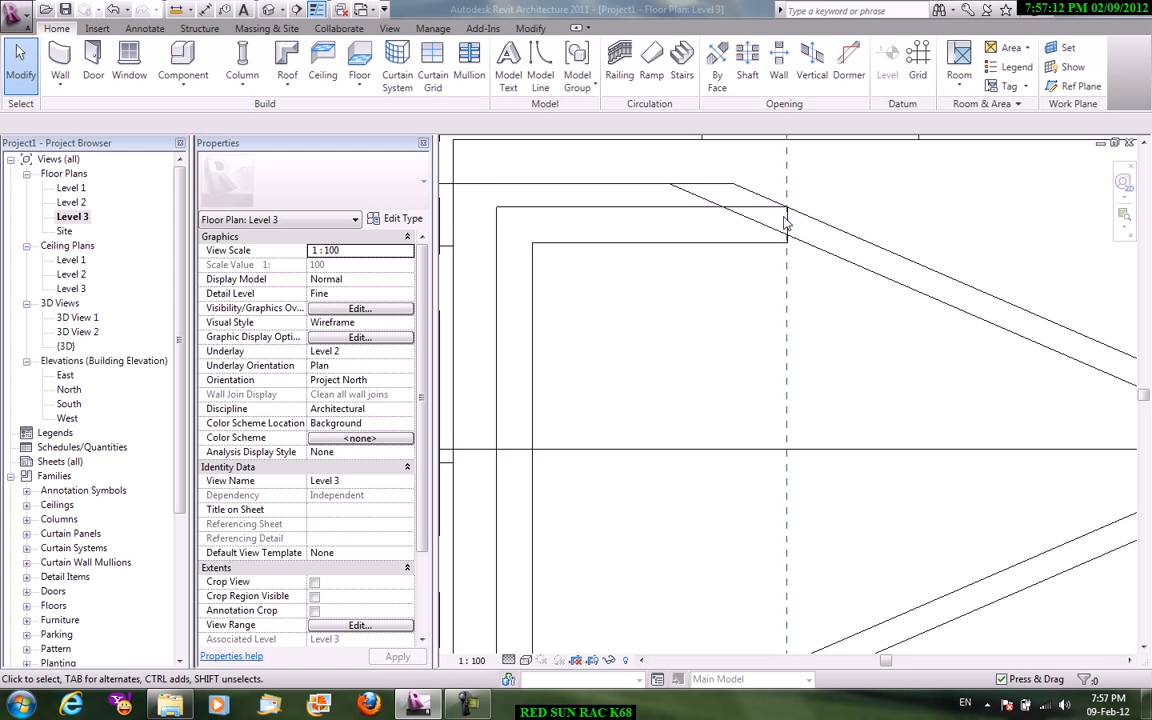 Autodesk Revit Architecture 2011 - [Project1 - Floor Plan: Level 3]
Type a keyword or phrase
7:57:12 PM 02/09/2012
Home Insert Annotate Structure Massing & Site Collaborate View Manage Add-Ins Modify
Modify Wall Door Window Component Column Roof Ceiling Floor Curtain System Curtain Grid Mullion Model Text Model Line Model Group Railing Ramp Stairs By Face Shaft Wall Vertical Dormer Level Grid Room Area Legend Tag Set Show Ref Plane
Select Build Model Circulation Opening Datum Room & Area Work Plane
Project1 - Project Browser
Views (all)
Floor Plans
Level 1
Level 2
Level 3
Site
Ceiling Plans
Level 1
Level 2
Level 3
3D Views
3D View 1
3D View 2
{3D}
Elevations (Building Elevation)
East
North
South
West
Legends
Schedules/Quantities
Sheets (all)
Families
Annotation Symbols
Ceilings
Columns
Curtain Panels
Curtain Systems
Curtain Wall Mullions
Detail Items
Doors
Floors
Furniture
Parking
Pattern
Planting
Properties
Floor Plan: Level 3 Edit Type
Graphics
View Scale 1 : 100
Scale Value 1: 100
Display Model Normal
Detail Level Fine
Visibility/Graphics Ov... Edit...
Visual Style Wireframe
Graphic Display Opti... Edit...
Underlay Level 2
Underlay Orientation Plan
Orientation Project North
Wall Join Display Clean all wall joins
Discipline Architectural
Color Scheme Location Background
Color Scheme <none>
Analysis Display Style None
Identity Data
View Name Level 3
Dependency Independent
Title on Sheet
Referencing Sheet
Referencing Detail
Default View Template None
Extents
Crop View
Crop Region Visible
Annotation Crop
View Range Edit...
Associated Level Level 3
Properties help Apply
2D
1 : 100
Click to select, TAB for alternates, CTRL adds, SHIFT unselects.
Main Model
Press & Drag :0
EN 7:57 PM
09-Feb-12
RED SUN RAC K68